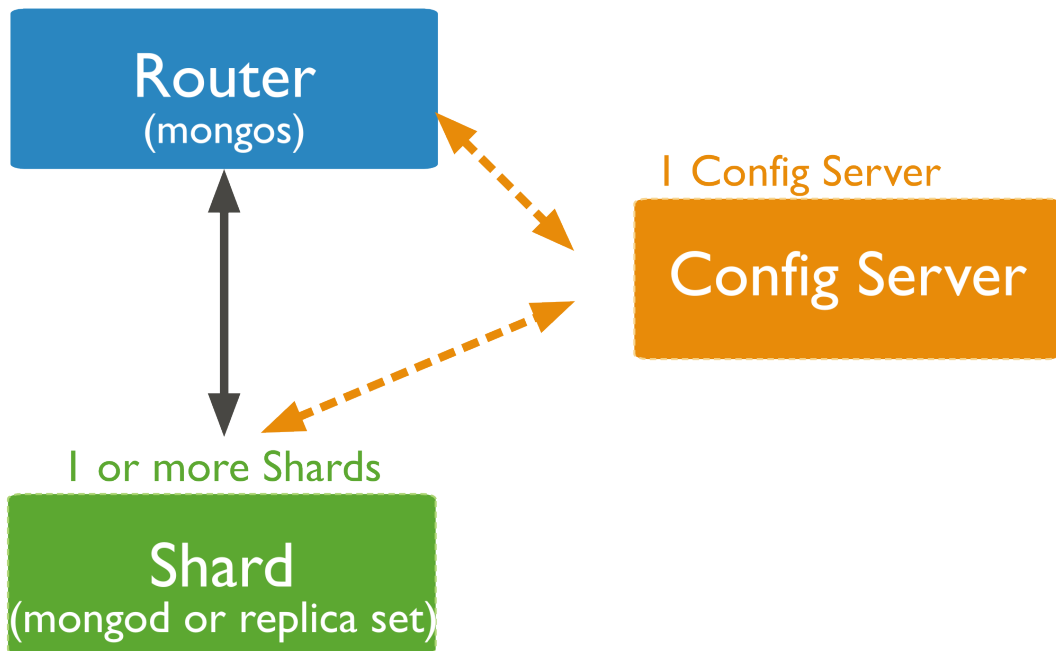 Router
(mongos)
1 Config Server
Config Server
1 or more Shards
Shard
(mongod or replica set)